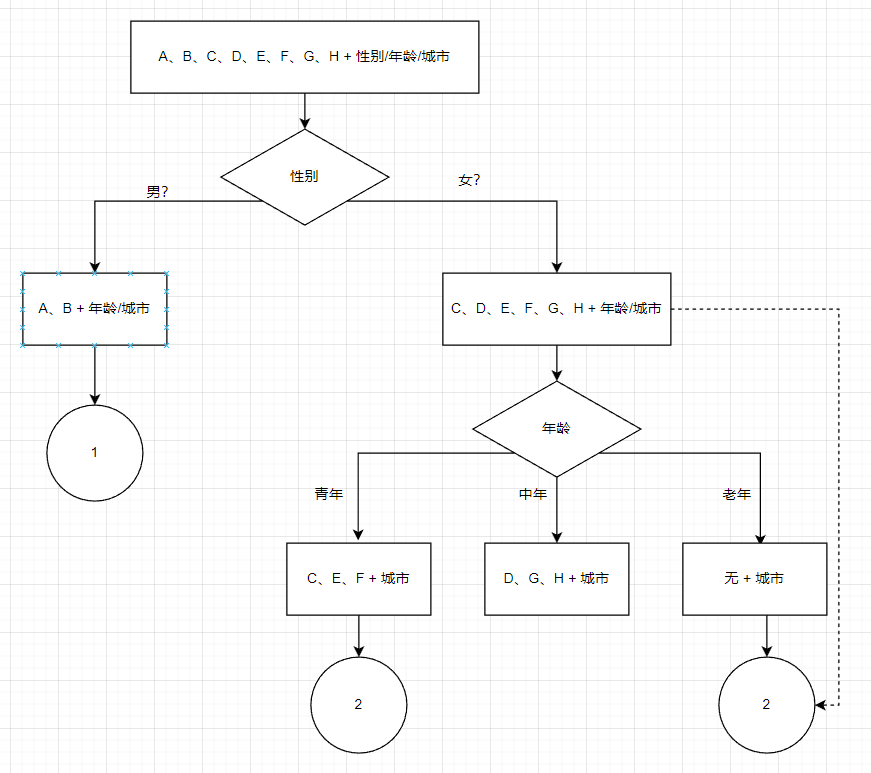 A、B、C、D、E、F、G、H + 性别/年龄/城市
性别
男？
女？
A、B + 年龄/城市
C、D、E、F、G、H + 年龄/城市
1
年龄
青年
中年
老年
C、E、F + 城市
D、G、H + 城市
无 + 城市
2
2